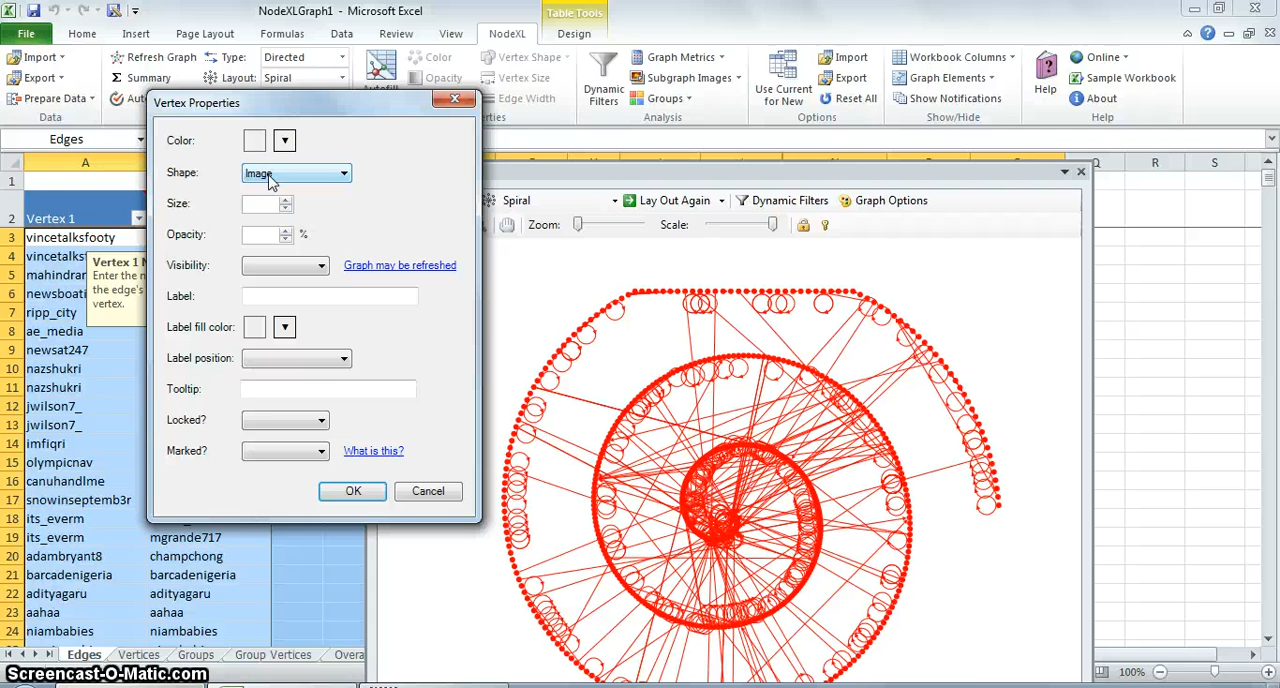 NodeXLGraph1 - Microsoft Excel
Table Tools
File Home Insert Page Layout Formulas Data Review View NodeXL Design
Import Refresh Graph Type: Directed Color Vertex Shape Graph Metrics Import Workbook Columns Online
Export Summary Layout: Spiral Opacity Vertex Size Subgraph Images Export Graph Elements Sample Workbook
Prepare Data Edge Width Dynamic Filters Groups Use Current for New Reset All Show Notifications Help About
Data Analysis Options Show/Hide Help
Edges
A Q R S
1
2 Vertex 1
3 vincetalksfooty
4
5
6
7 ripp_city
8 ae_media
9 newsat247
10 nazshukri
11 nazshukri
12 jwilson7_
13 jwilson7_
14 imfiqri
15 olympicnav
16 canuhandlme
17 snowinseptemb3r
18 its_everm
19 its_everm mgrande717
20 adambryant8 champchong
21 barcadenigeria barcadenigeria
22 adityagaru adityagaru
23 aahaa aahaa
24 niambabies niambabies
Vertex 1
Enter the
the edge's
vertex.
Vertex Properties
Color:
Shape: Image
Size:
Opacity: %
Visibility: Graph may be refreshed
Label:
Label fill color:
Label position:
Tooltip:
Locked?
Marked? What is this?
OK Cancel
Spiral Lay Out Again Dynamic Filters Graph Options
Zoom: Scale:
Edges Vertices Groups Group Vertices
100%
Screencast-O-Matic.com